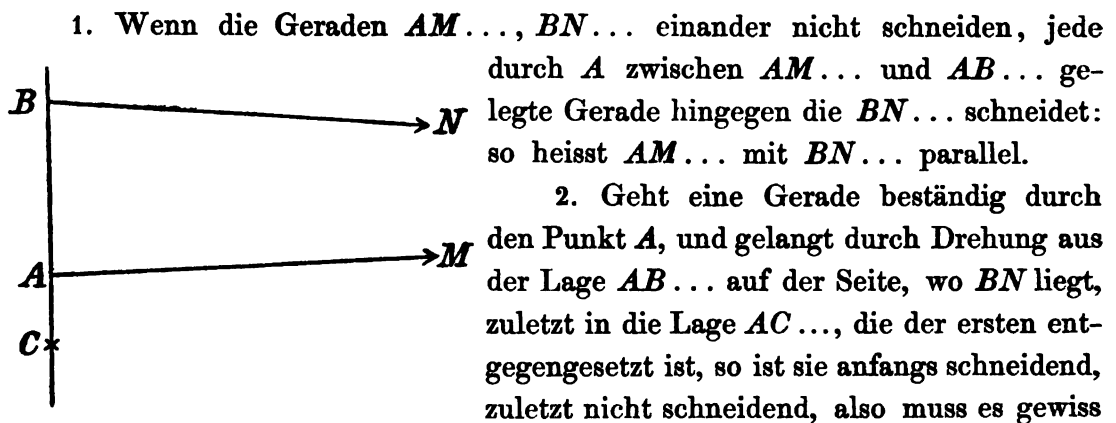 1. Wenn die Geraden AM..., BN... einander nicht schneiden, jede
durch A zwischen AM... und AB... ge-
legte Gerade hingegen die BN... schneidet:
so heisst AM... mit BN... parallel.
2. Geht eine Gerade beständig durch
den Punkt A, und gelangt durch Drehung aus
der Lage AB... auf der Seite, wo BN liegt,
zuletzt in die Lage AC..., die der ersten ent-
gegengesetzt ist, so ist sie anfangs schneidend,
zuletzt nicht schneidend, also muss es gewiss
B
N
A
M
C